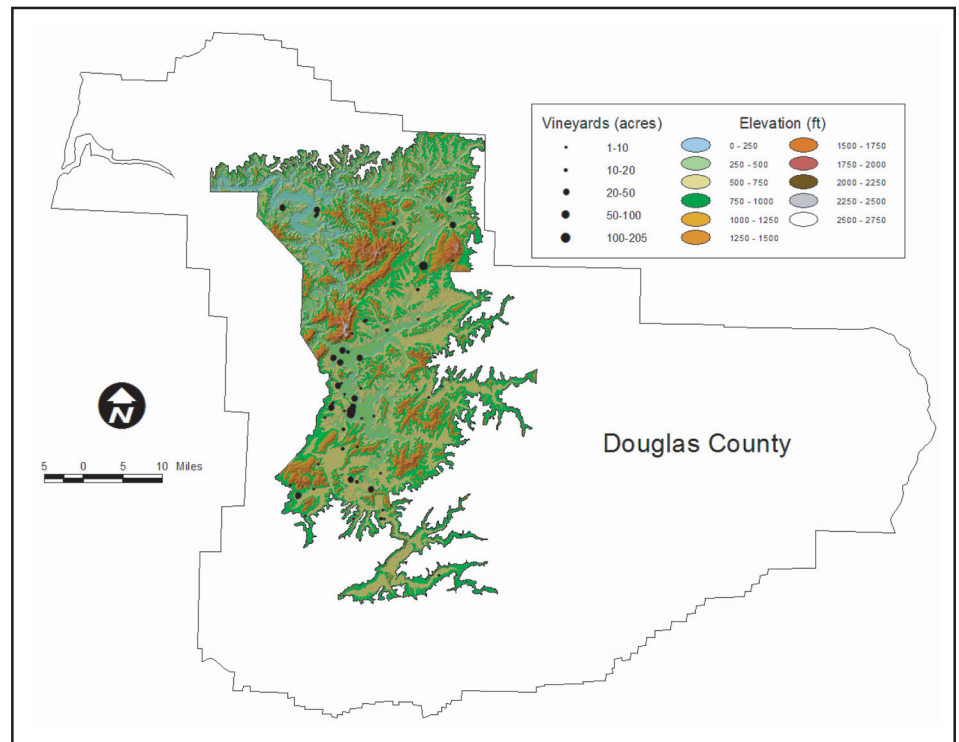 Vineyards (acres)
1-10
10-20
20-50
50-100
100-205
Elevation (ft)
0 - 250
250 - 500
500 - 750
750 - 1000
1000 - 1250
1250 - 1500
1500 - 1750
1750 - 2000
2000 - 2250
2250 - 2500
2500 - 2750
N
5 0 5 10 Miles
Douglas County